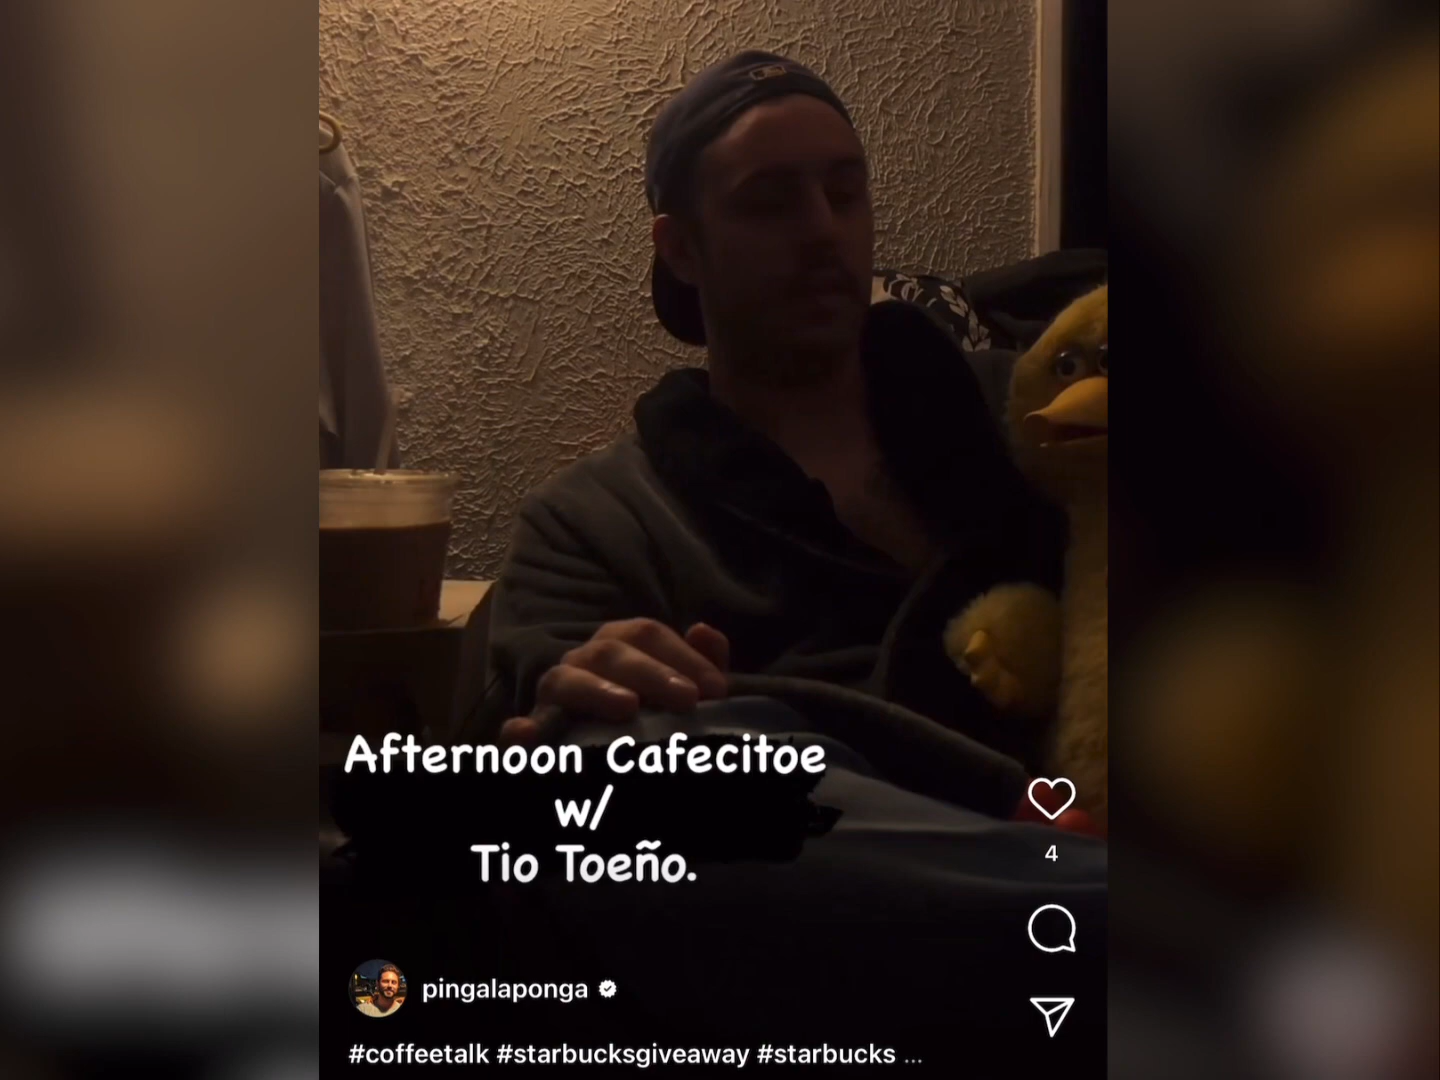 Afternoon Cafecitoe
w/
Tio Toeño.
4
pingalaponga
#coffeetalk #starbucksgiveaway #starbucks ...